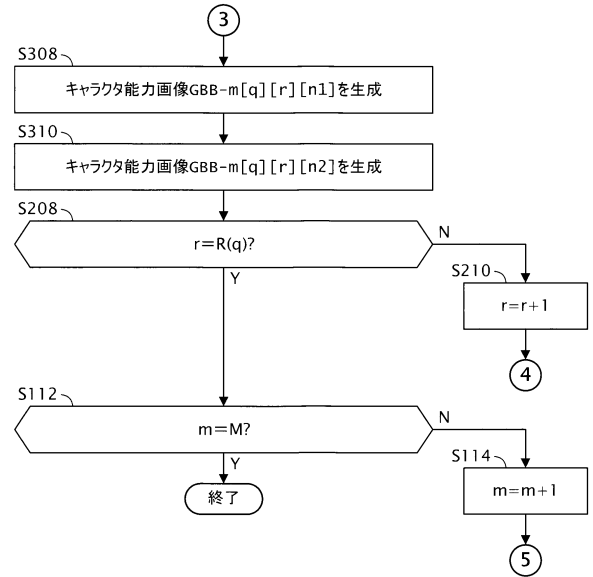 3
S308
キャラクタ能力画像GBB-m[q][r][n1]を生成
S310
キャラクタ能力画像GBB-m[q][r][n2]を生成
S208
r=R(q)?
N
Y
S210
r=r+1
4
S112
m=M?
N
Y
S114
m=m+1
終了
5